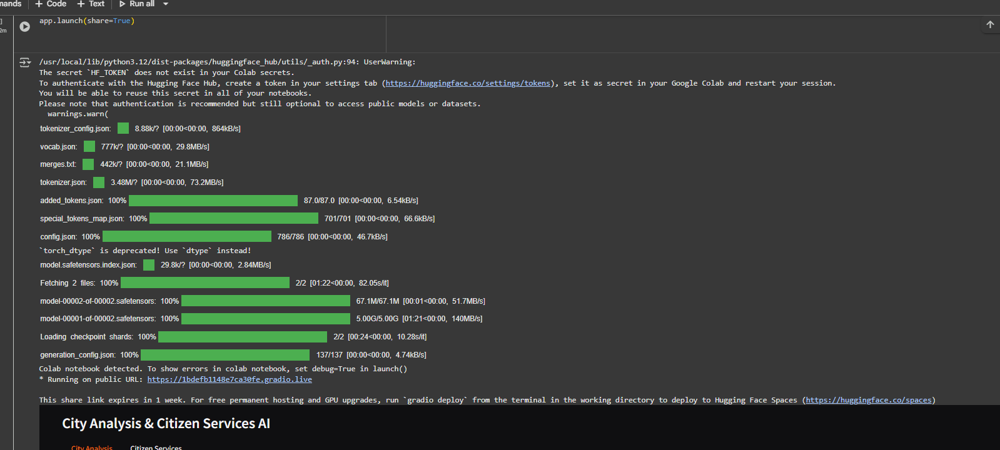 + Code + Text Run all
app.launch(share=True)
/usr/local/lib/python3.12/dist-packages/huggingface_hub/utils/_auth.py:94: UserWarning:
The secret `HF_TOKEN` does not exist in your Colab secrets.
To authenticate with the Hugging Face Hub, create a token in your settings tab (https://huggingface.co/settings/tokens), set it as secret in your Google Colab and restart your session.
You will be able to reuse this secret in all of your notebooks.
Please note that authentication is recommended but still optional to access public models or datasets.
warnings.warn(
tokenizer_config.json: 8.88k/? [00:00<00:00, 864kB/s]
vocab.json: 777k/? [00:00<00:00, 29.8MB/s]
merges.txt: 442k/? [00:00<00:00, 21.1MB/s]
tokenizer.json: 3.48M/? [00:00<00:00, 73.2MB/s]
added_tokens.json: 100% 87.0/87.0 [00:00<00:00, 6.54kB/s]
special_tokens_map.json: 100% 701/701 [00:00<00:00, 66.6kB/s]
config.json: 100% 786/786 [00:00<00:00, 46.7kB/s]
`torch_dtype` is deprecated! Use `dtype` instead!
model.safetensors.index.json: 29.8k/? [00:00<00:00, 2.84MB/s]
Fetching 2 files: 100% 2/2 [01:22<00:00, 82.05s/it]
model-00002-of-00002.safetensors: 100% 67.1M/67.1M [00:01<00:00, 51.7MB/s]
model-00001-of-00002.safetensors: 100% 5.00G/5.00G [01:21<00:00, 140MB/s]
Loading checkpoint shards: 100% 2/2 [00:24<00:00, 10.28s/it]
generation_config.json: 100% 137/137 [00:00<00:00, 4.74kB/s]
Colab notebook detected. To show errors in colab notebook, set debug=True in launch()
* Running on public URL: https://1bdefb1148e7ca30fe.gradio.live
This share link expires in 1 week. For free permanent hosting and GPU upgrades, run `gradio deploy` from the terminal in the working directory to deploy to Hugging Face Spaces (https://huggingface.co/spaces)
City Analysis & Citizen Services AI
City Analysis Citizen Services